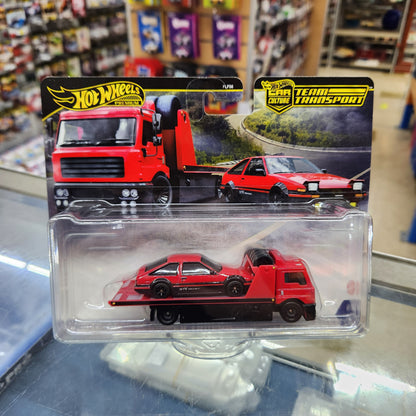 HOT WHEELS
PREMIUM
CAR
CULTURE
TEAM
TRANSPORT